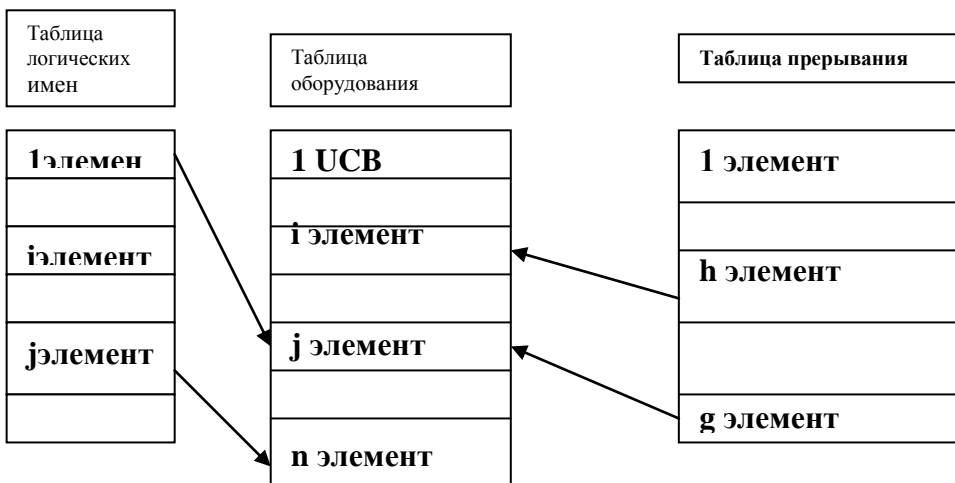 Таблица
логических
имен
Таблица
оборудования
Таблица прерывания
1элемен
iэлемент
jэлемент
1 UCB
i элемент
j элемент
n элемент
1 элемент
h элемент
g элемент